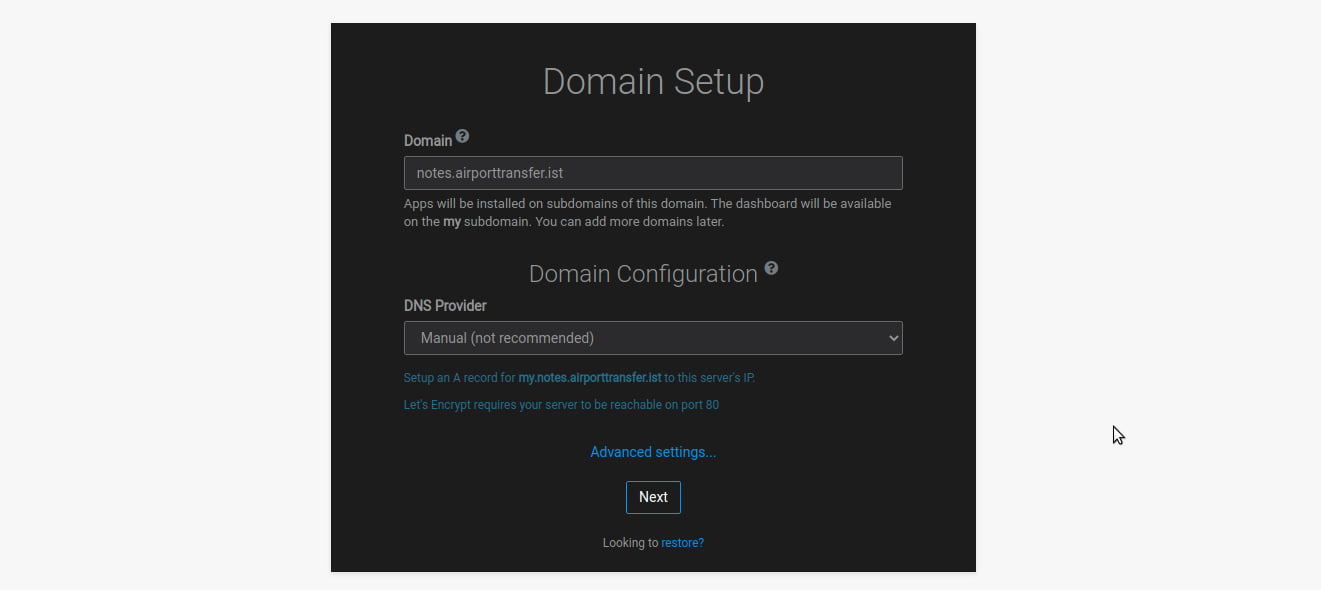 Domain Setup
Domain
notes.airporttransfer.ist
Apps will be installed on subdomains of this domain. The dashboard will be available
on the my subdomain. You can add more domains later.
Domain Configuration
DNS Provider
Manual (not recommended)
Setup an A record for my.notes.airporttransfer.ist to this server's IP.
Let's Encrypt requires your server to be reachable on port 80
Advanced settings...
Next
Looking to restore?